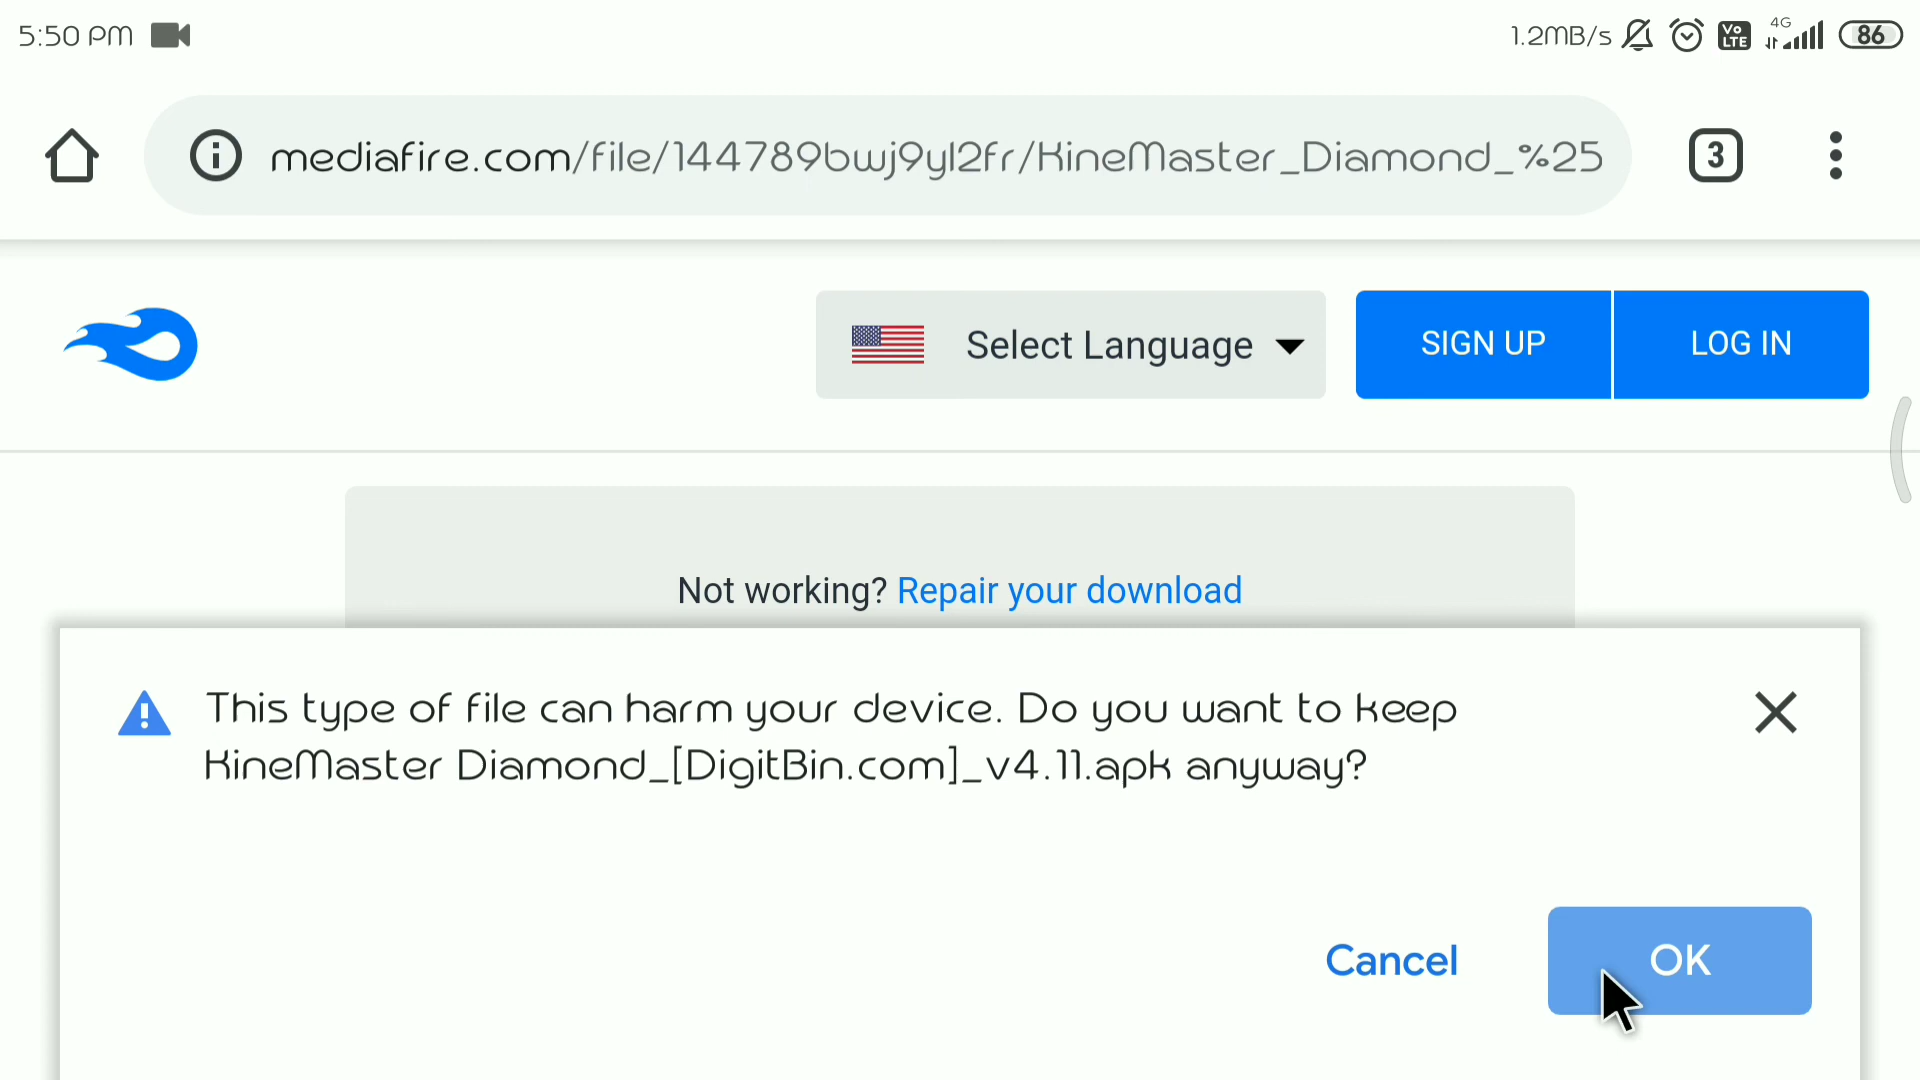 5:50 PM
1.2MB/s
Vo
LTE
4G
86
mediafire.com/file/144789bwj9yl2fr/KineMaster_Diamond_%25
3
Select Language
SIGN UP
LOG IN
Not working? Repair your download
This type of file can harm your device. Do you want to keep
KineMaster Diamond_[DigitBin.com]_v4.11.apk anyway?
Cancel
OK